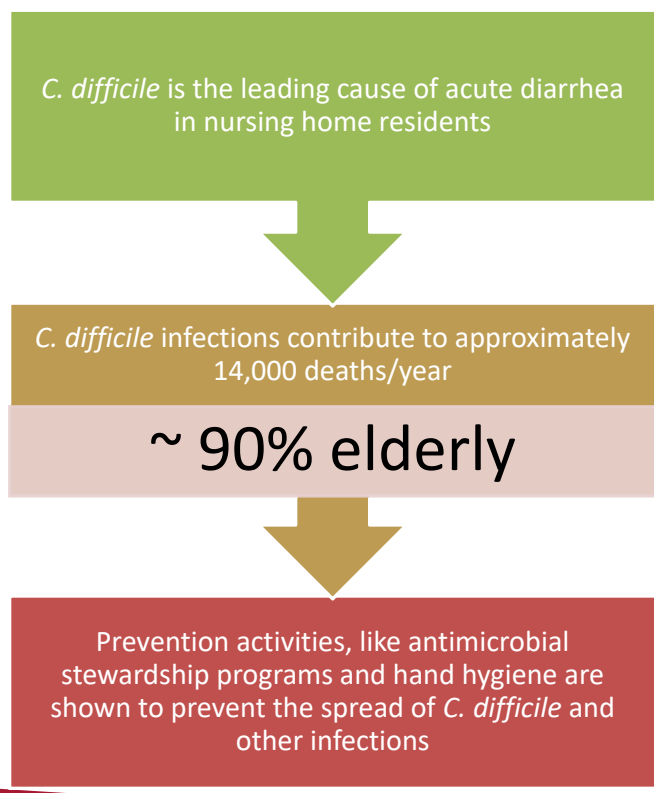 C. difficile is the leading cause of acute diarrhea
in nursing home residents
C. difficile infections contribute to approximately
14,000 deaths/year
~ 90% elderly
Prevention activities, like antimicrobial
stewardship programs and hand hygiene are
shown to prevent the spread of C. difficile and
other infections